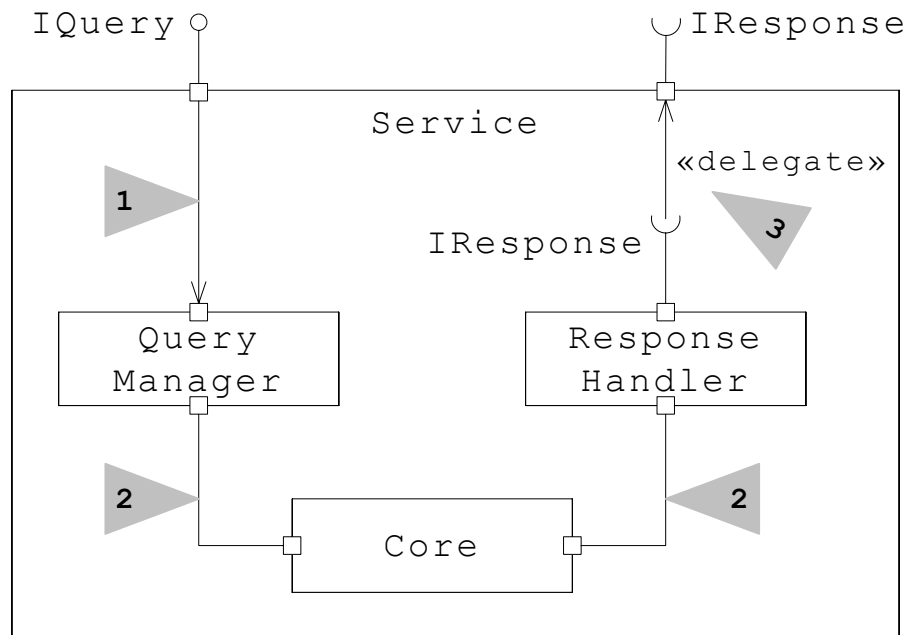 IQuery
IResponse
Service
«delegate»
1
3
IResponse
Query
Manager
Response
Handler
2
2
Core